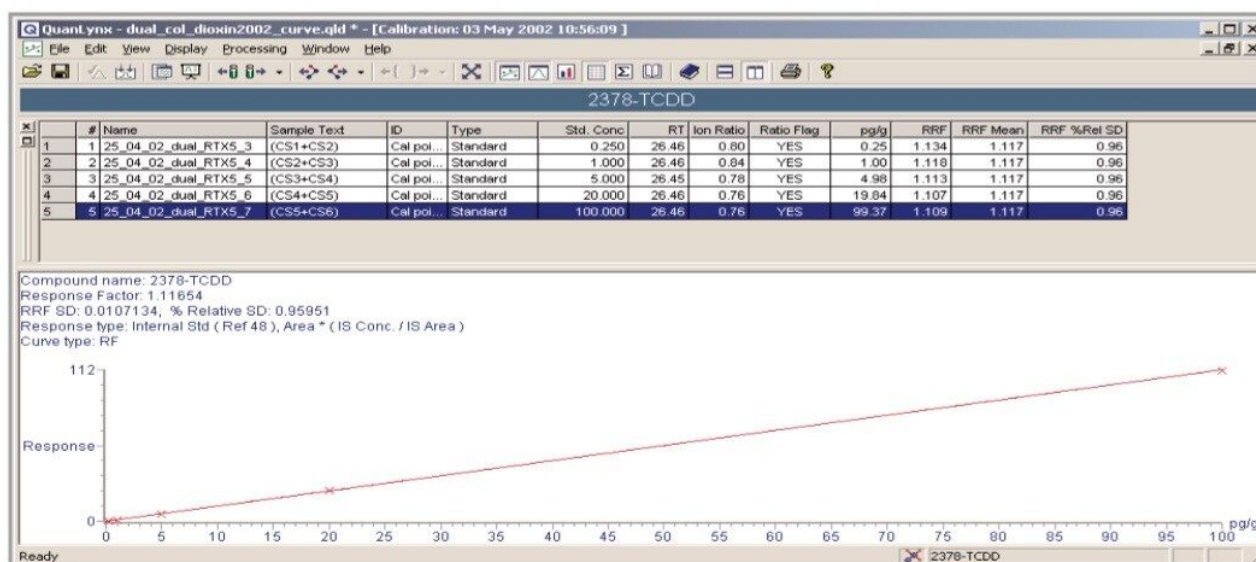 QuanLynx - dual_col_dioxin2002_curve.qld * - [Calibration: 03 May 2002 10:56:09 ]
File Edit View Display Processing Window Help
2378-TCDD
# Name Sample Text ID Type Std. Conc RT Ion Ratio Ratio Flag pg/g RRF RRF Mean RRF %Rel SD
1 1 25_04_02_dual_RTX5_3 (CS1+CS2) Cal poi... Standard 0.250 26.46 0.80 YES 0.25 1.134 1.117 0.96
2 2 25_04_02_dual_RTX5_4 (CS2+CS3) Cal poi... Standard 1.000 26.46 0.84 YES 1.00 1.118 1.117 0.96
3 3 25_04_02_dual_RTX5_5 (CS3+CS4) Cal poi... Standard 5.000 26.45 0.78 YES 4.98 1.113 1.117 0.96
4 4 25_04_02_dual_RTX5_6 (CS4+CS5) Cal poi... Standard 20.000 26.46 0.76 YES 19.84 1.107 1.117 0.96
5 5 25_04_02_dual_RTX5_7 (CS5+CS6) Cal poi... Standard 100.000 26.46 0.76 YES 99.37 1.109 1.117 0.96
Compound name: 2378-TCDD
Response Factor: 1.11654
RRF SD: 0.0107134, % Relative SD: 0.95951
Response type: Internal Std ( Ref 48 ), Area * ( IS Conc. / IS Area )
Curve type: RF
112
Response
0
0 5 10 15 20 25 30 35 40 45 50 55 60 65 70 75 80 85 90 95 100 pg/g
Ready 2378-TCDD